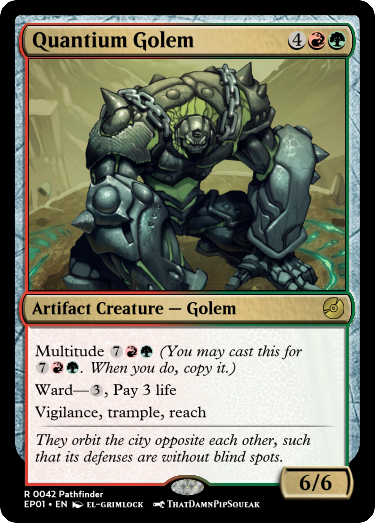 Quantium Golem 4
Artifact Creature — Golem
Multitude 7 (You may cast this for
7. When you do, copy it.)
Ward—3, Pay 3 life
Vigilance, trample, reach
They orbit the city opposite each other, such
that its defenses are without blind spots.
6/6
R 0042 Pathfinder
EP01 • EN EL-GRIMLOCK ThatDamnPipSqueak